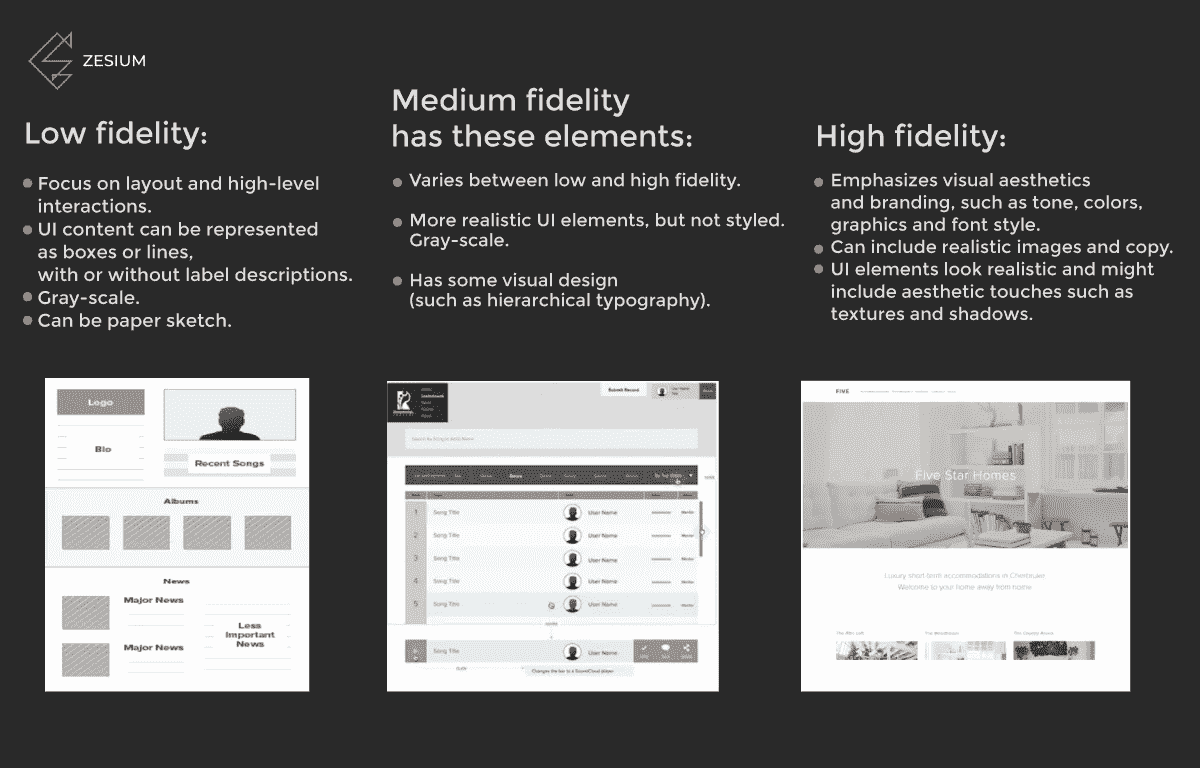 ZESIUM
Low fidelity:
Focus on layout and high-level
interactions.
UI content can be represented
as boxes or lines,
with or without label descriptions.
Gray-scale.
Can be paper sketch.
Medium fidelity
has these elements:
Varies between low and high fidelity.
More realistic UI elements, but not styled.
Gray-scale.
Has some visual design
(such as hierarchical typography).
High fidelity:
Emphasizes visual aesthetics
and branding, such as tone, colors,
graphics and font style.
Can include realistic images and copy.
UI elements look realistic and might
include aesthetic touches such as
textures and shadows.
Logo
Bio
Recent Songs
Albums
News
Major News
Major News
Less
Important
News
Submit Record
User Name
Search by Song or Artist Name
1 Song Title User Name
2 Song Title User Name
3 Song Title User Name
4 Song Title User Name
5 Song Title User Name
Song Title User Name
Changes the bar to a SoundCloud player
FIVE
Five Star Homes
Luxury short-term accommodations in
Welcome to your home away from home